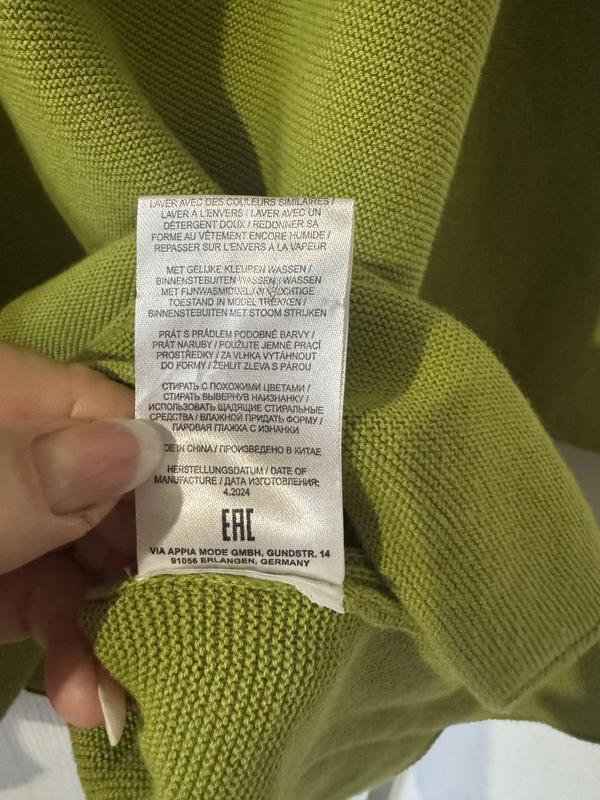 LAVER AVEC DES COULEURS SIMILAIRES /
LAVER À L'ENVERS / LAVER AVEC UN
DÉTERGENT DOUX / REDONNER SA
FORME AU VÊTEMENT ENCORE HUMIDE /
REPASSER SUR L'ENVERS À LA VAPEUR
MET GELIJKE KLEUREN WASSEN /
BINNENSTEBUITEN WASSEN / WASSEN
MET FIJNWASMIDDEL / VOCHTIGE
TOESTAND IN MODEL TREKKEN /
BINNENSTEBUITEN MET STOOM STRIJKEN
PRÁT S PRÁDLEM PODOBNÉ BARVY /
PRÁT NARUBY / POUŽIJTE JEMNÉ PRACÍ
PROSTŘEDKY / ZA VLHKA VYTÁHNOUT
DO FORMY / ŽEHLIT ZLEVA S PÁROU
СТИРАТЬ С ПОХОЖИМИ ЦВЕТАМИ /
СТИРАТЬ ВЫВЕРНУВ НАИЗНАНКУ /
ИСПОЛЬЗОВАТЬ ЩАДЯЩИЕ СТИРАЛЬНЫЕ
СРЕДСТВА / ВЛАЖНОЙ ПРИДАТЬ ФОРМУ /
ПАРОВАЯ ГЛАЖКА С ИЗНАНКИ
DE IN CHINA / ПРОИЗВЕДЕНО В КИТАЕ
HERSTELLUNGSDATUM / DATE OF
MANUFACTURE / ДАТА ИЗГОТОВЛЕНИЯ:
4.2024
EAC
VIA APPIA MODE GMBH, GUNDSTR. 14
91056 ERLANGEN, GERMANY